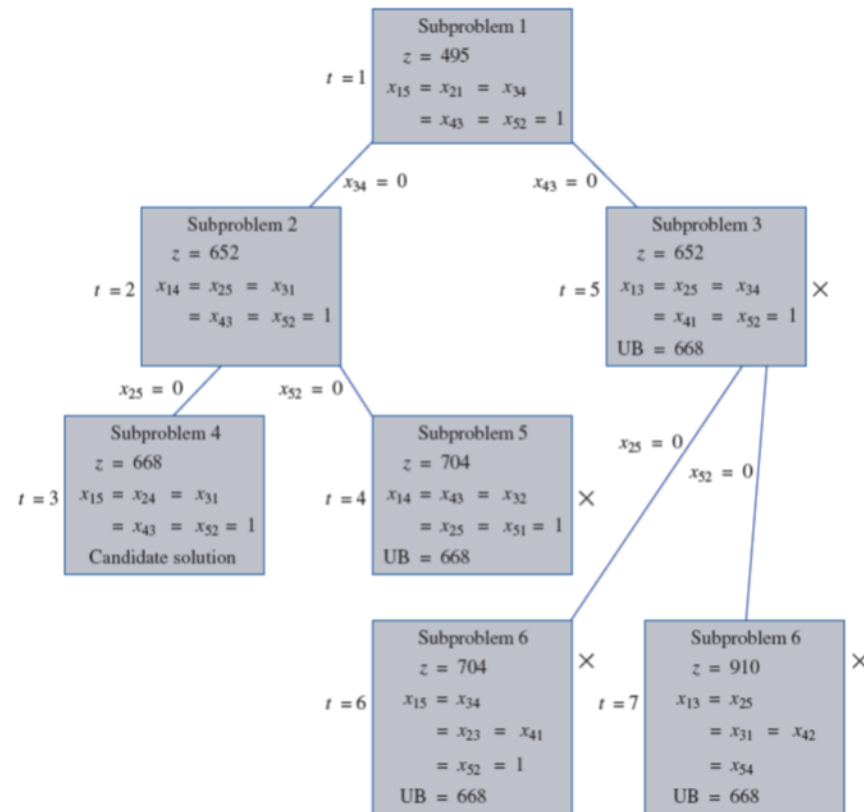 Subproblem 1
z = 495
t = 1
x₁₅ = x₂₁ = x₃₄
= x₄₃ = x₅₂ = 1
x₃₄ = 0
x₄₃ = 0
Subproblem 2
z = 652
t = 2
x₁₄ = x₂₅ = x₃₁
= x₄₃ = x₅₂ = 1
Subproblem 3
z = 652
t = 5
x₁₃ = x₂₅ = x₃₄
×
= x₄₁ = x₅₂ = 1
UB = 668
x₂₅ = 0
x₅₂ = 0
Subproblem 4
z = 668
t = 3
x₁₅ = x₂₄ = x₃₁
= x₄₃ = x₅₂ = 1
Candidate solution
Subproblem 5
z = 704
t = 4
x₁₄ = x₄₃ = x₃₂
×
= x₂₅ = x₅₁ = 1
UB = 668
x₂₅ = 0
x₅₂ = 0
Subproblem 6
×
z = 704
t = 6
x₁₅ = x₃₄
= x₂₃ = x₄₁
= x₅₂ = 1
UB = 668
Subproblem 6
×
z = 910
t = 7
x₁₃ = x₂₅
= x₃₁ = x₄₂
= x₅₄
UB = 668